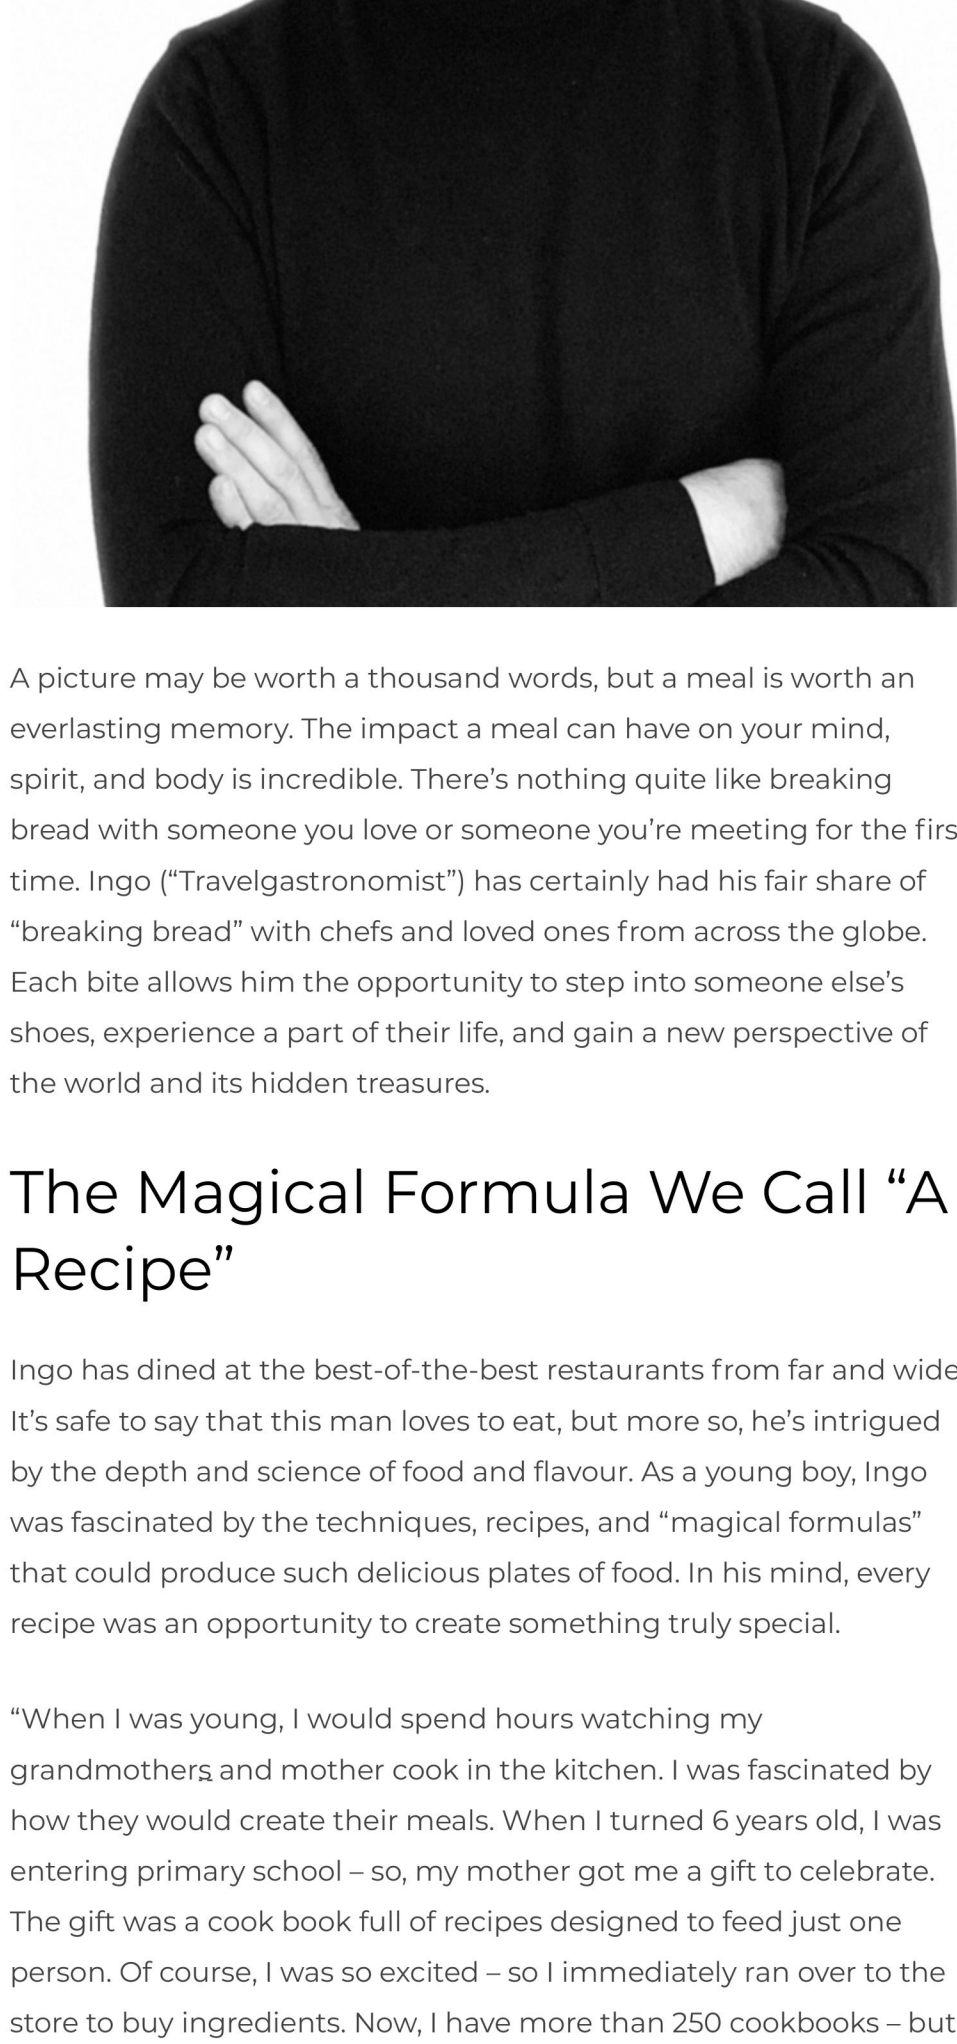 A picture may be worth a thousand words, but a meal is worth an
everlasting memory. The impact a meal can have on your mind,
spirit, and body is incredible. There’s nothing quite like breaking
bread with someone you love or someone you’re meeting for the firs
time. Ingo (“Travelgastronomist”) has certainly had his fair share of
“breaking bread” with chefs and loved ones from across the globe.
Each bite allows him the opportunity to step into someone else’s
shoes, experience a part of their life, and gain a new perspective of
the world and its hidden treasures.
The Magical Formula We Call “A
Recipe”
Ingo has dined at the best-of-the-best restaurants from far and wide
It’s safe to say that this man loves to eat, but more so, he’s intrigued
by the depth and science of food and flavour. As a young boy, Ingo
was fascinated by the techniques, recipes, and “magical formulas”
that could produce such delicious plates of food. In his mind, every
recipe was an opportunity to create something truly special.
“When I was young, I would spend hours watching my
grandmothers and mother cook in the kitchen. I was fascinated by
how they would create their meals. When I turned 6 years old, I was
entering primary school – so, my mother got me a gift to celebrate.
The gift was a cook book full of recipes designed to feed just one
person. Of course, I was so excited – so I immediately ran over to the
store to buy ingredients. Now, I have more than 250 cookbooks – but